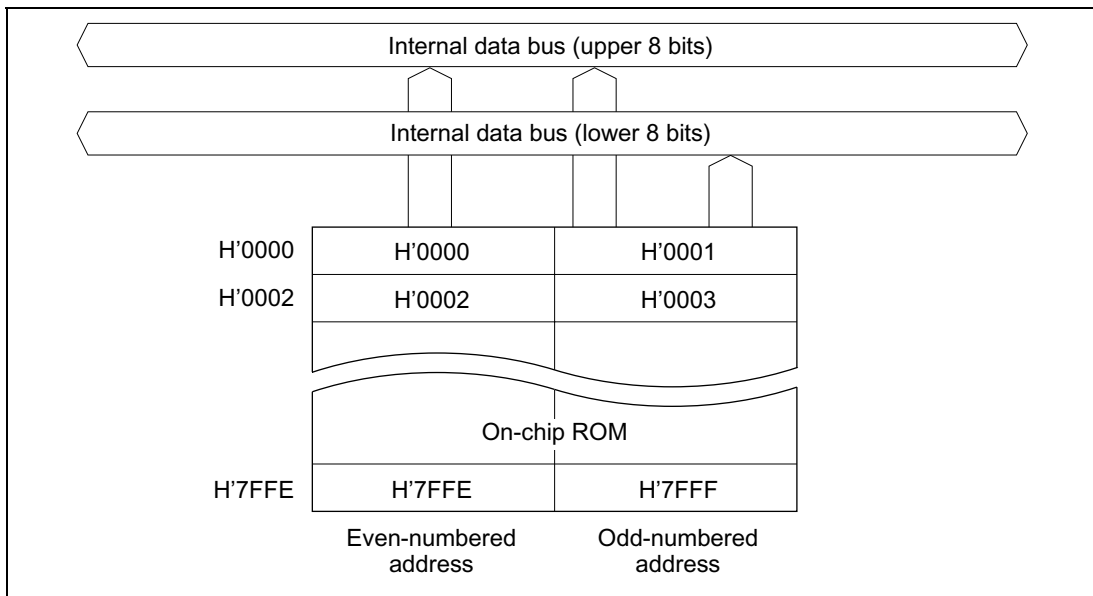 Internal data bus (upper 8 bits)
Internal data bus (lower 8 bits)
H'0000 H'0000 H'0001
H'0002 H'0002 H'0003
On-chip ROM
H'7FFE H'7FFE H'7FFF
Even-numbered Odd-numbered
address address